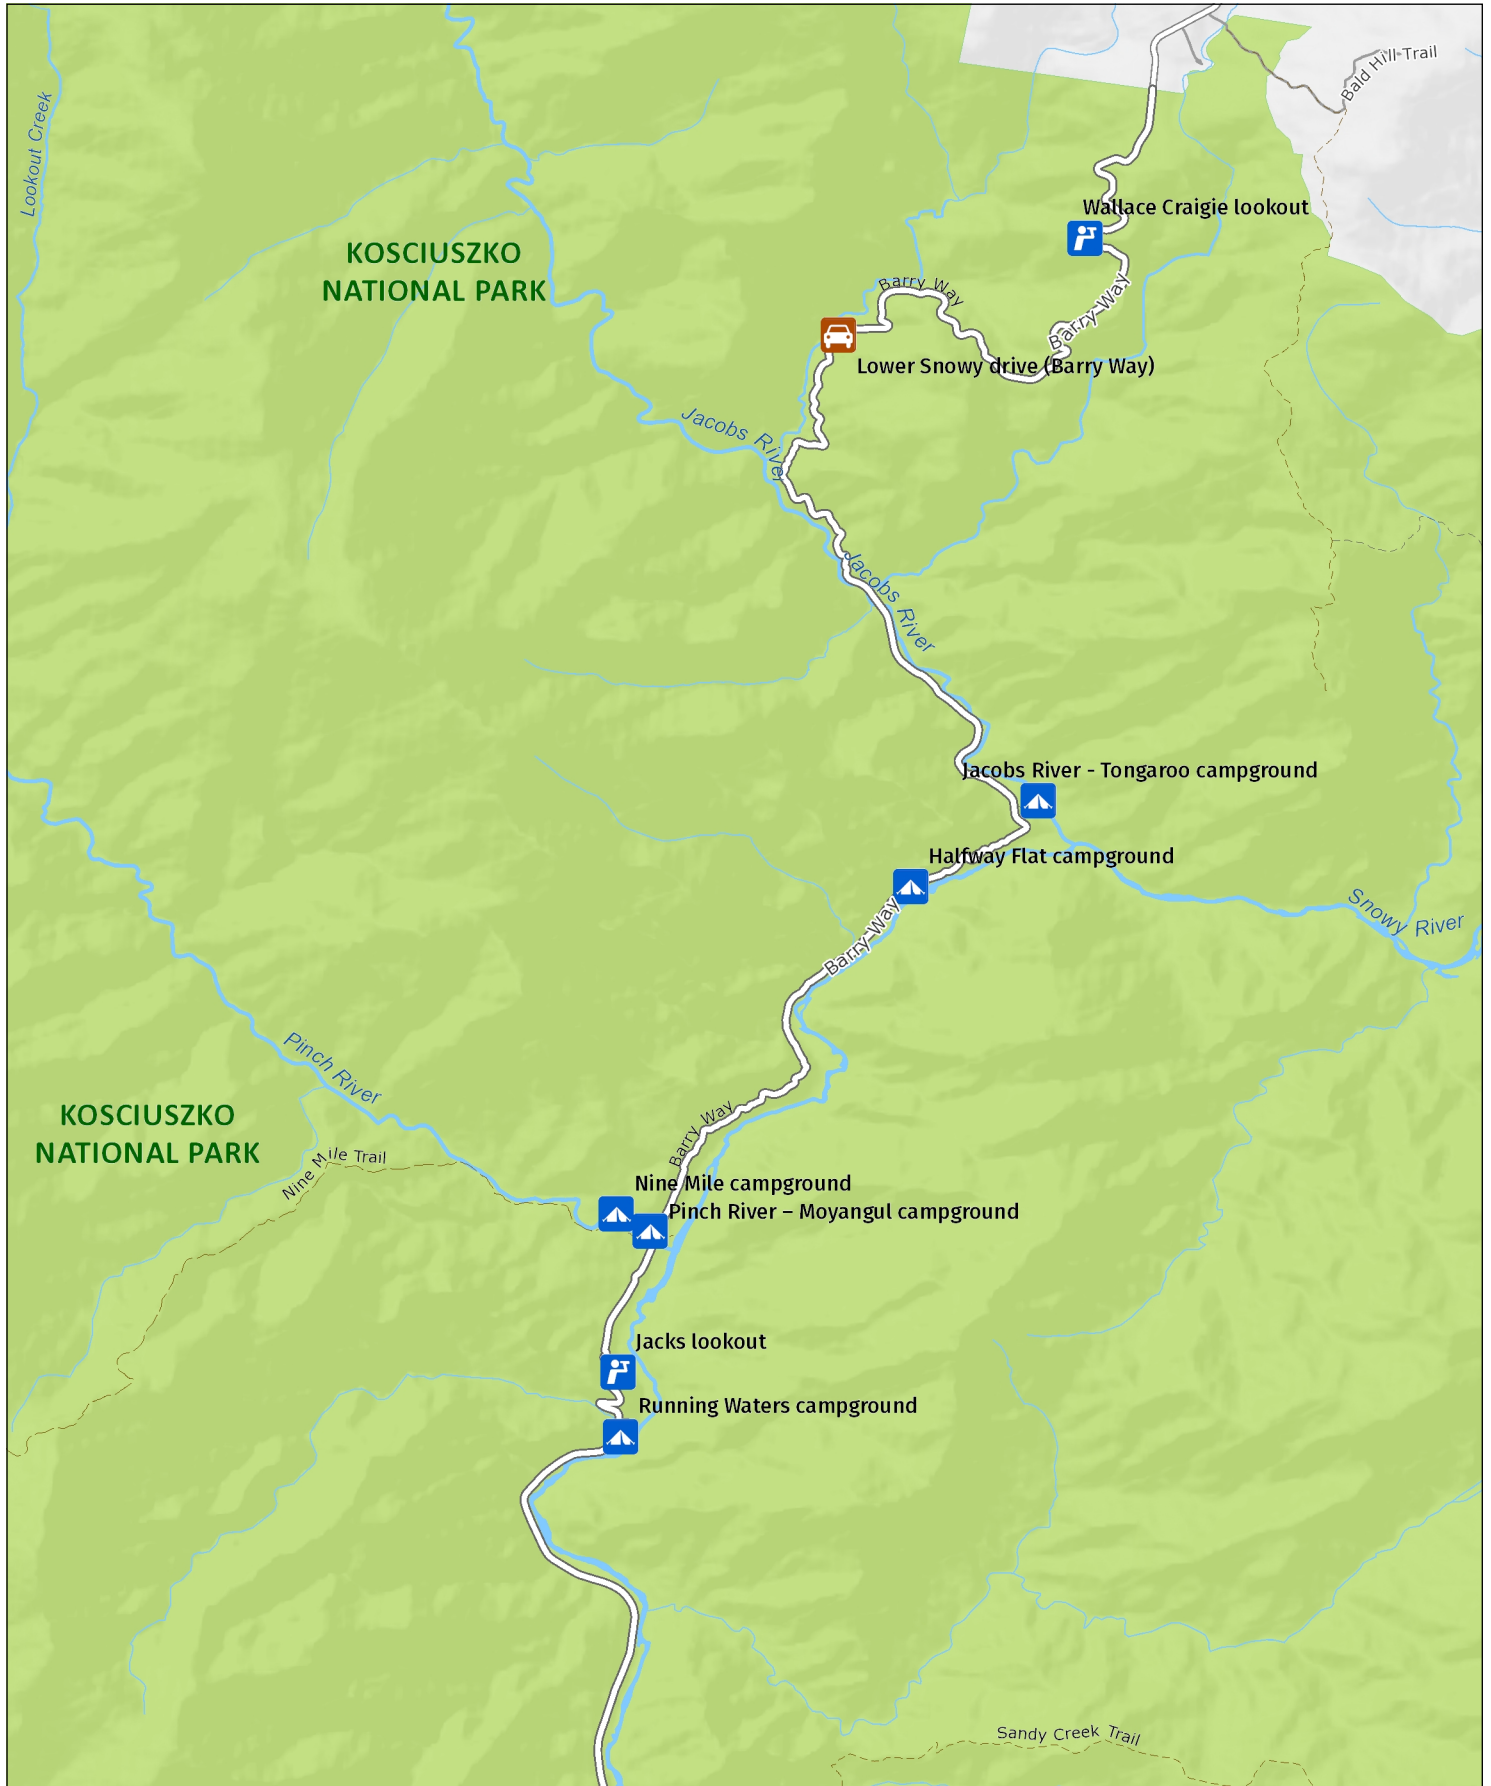 Bald Hill Trail
Lookout Creek
Wallace Craigie lookout
KOSCIUSZKO
NATIONAL PARK
Barry Way
Barry Way
Lower Snowy drive (Barry Way)
Jacobs River
Jacobs River
Jacobs River - Tongaroo campground
Halfway Flat campground
Snowy River
Barry Way
Pinch River
KOSCIUSZKO
NATIONAL PARK
Barry Way
Nine Mile Trail
Nine Mile campground
Pinch River – Moyangul campground
Jacks lookout
Running Waters campground
Sandy Creek Trail